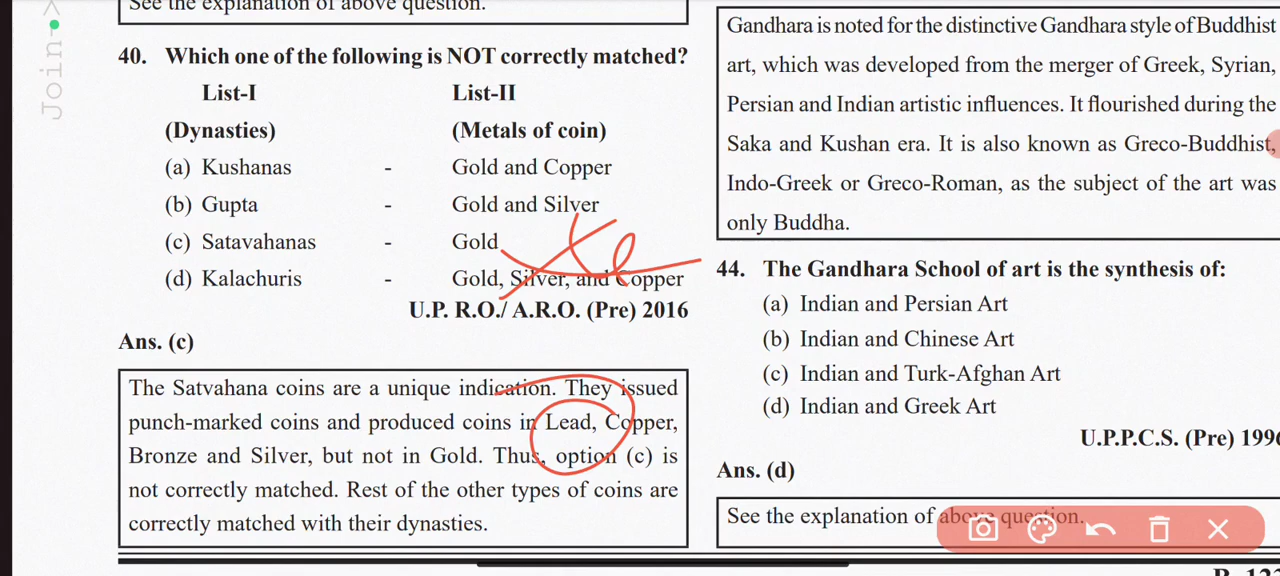 Join->
See the explanation of above question.
40. Which one of the following is NOT correctly matched?
List-I List-II
(Dynasties) (Metals of coin)
(a) Kushanas - Gold and Copper
(b) Gupta - Gold and Silver
(c) Satavahanas - Gold
(d) Kalachuris - Gold, Silver, and Copper
U.P. R.O./ A.R.O. (Pre) 2016
Ans. (c)
The Satvahana coins are a unique indication. They issued
punch-marked coins and produced coins in Lead, Copper,
Bronze and Silver, but not in Gold. Thus, option (c) is
not correctly matched. Rest of the other types of coins are
correctly matched with their dynasties.
Gandhara is noted for the distinctive Gandhara style of Buddhist
art, which was developed from the merger of Greek, Syrian,
Persian and Indian artistic influences. It flourished during the
Saka and Kushan era. It is also known as Greco-Buddhist,
Indo-Greek or Greco-Roman, as the subject of the art was
only Buddha.
44. The Gandhara School of art is the synthesis of:
(a) Indian and Persian Art
(b) Indian and Chinese Art
(c) Indian and Turk-Afghan Art
(d) Indian and Greek Art
U.P.P.C.S. (Pre) 1996
Ans. (d)
See the explanation of above question.